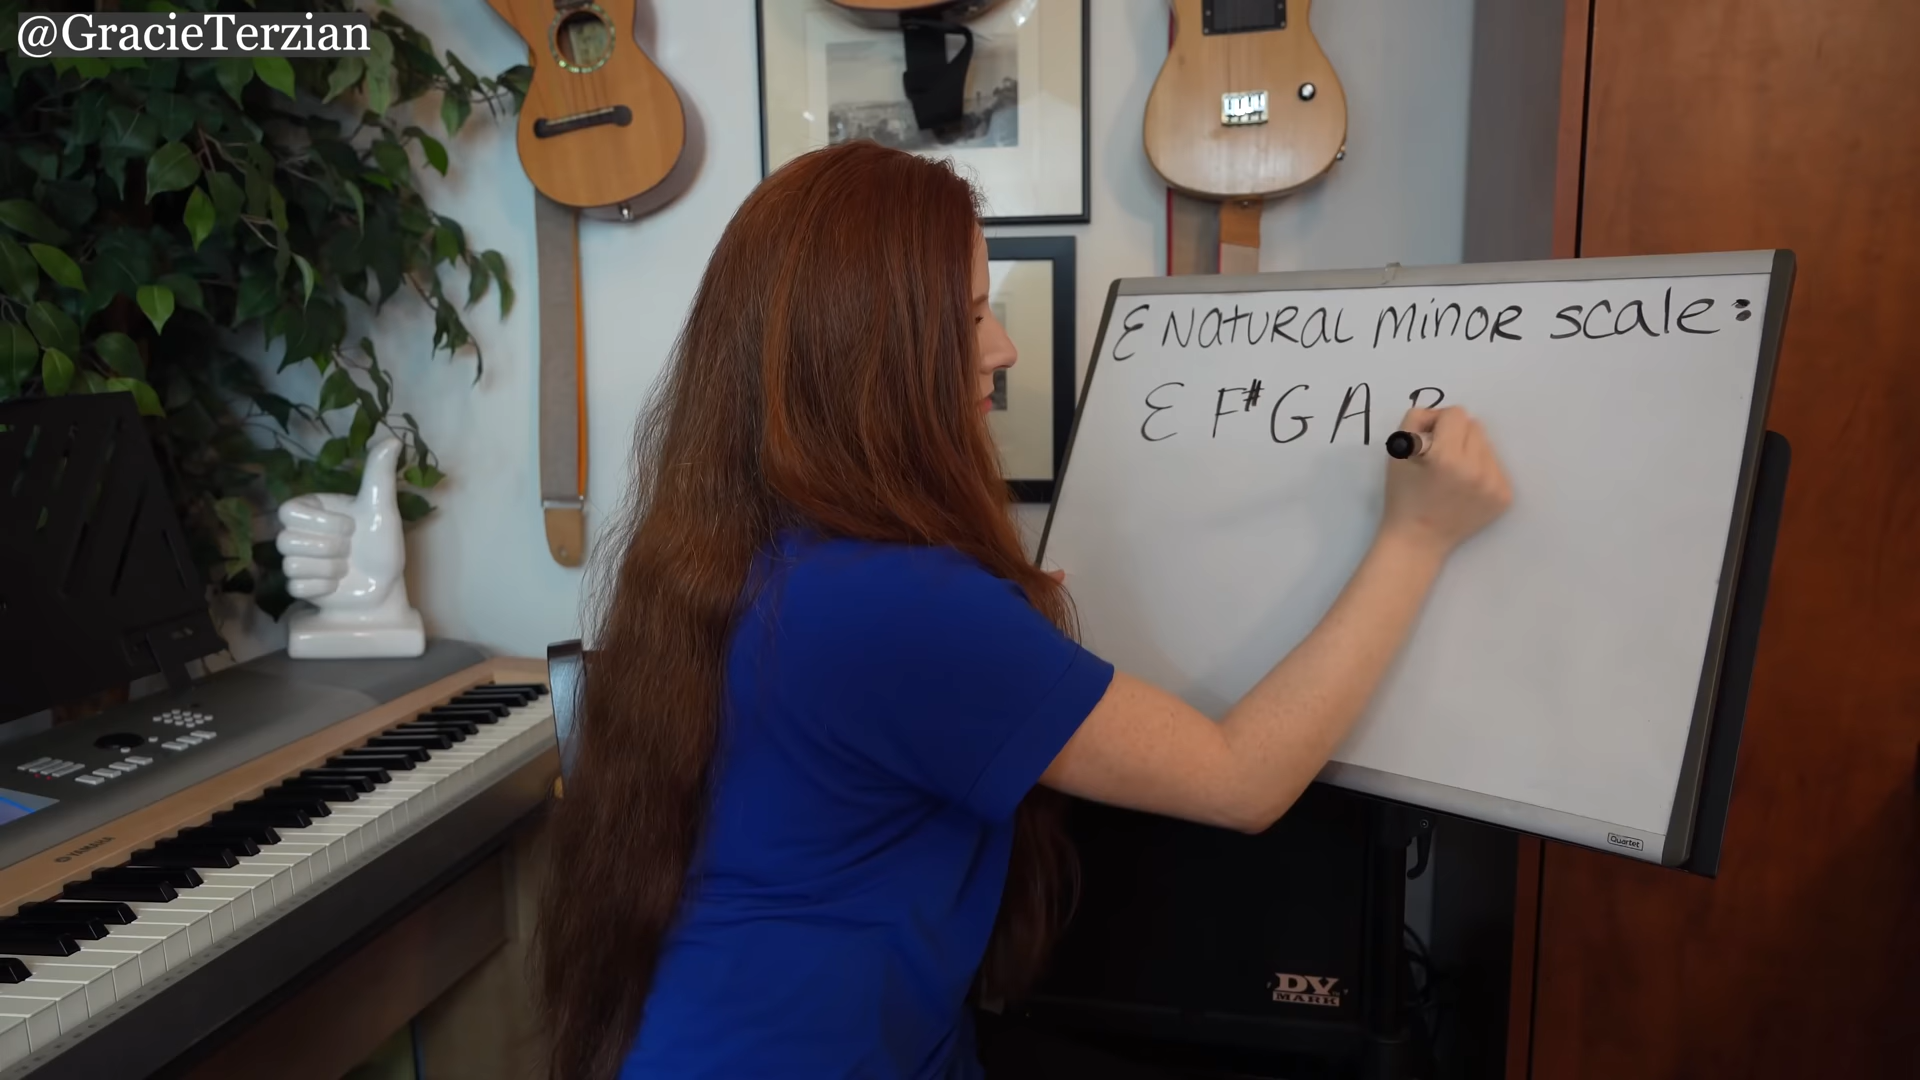 @GracieTerzian
E Natural minor scale:
E F# G A B
YAMAHA
Quartet
DV
MARK